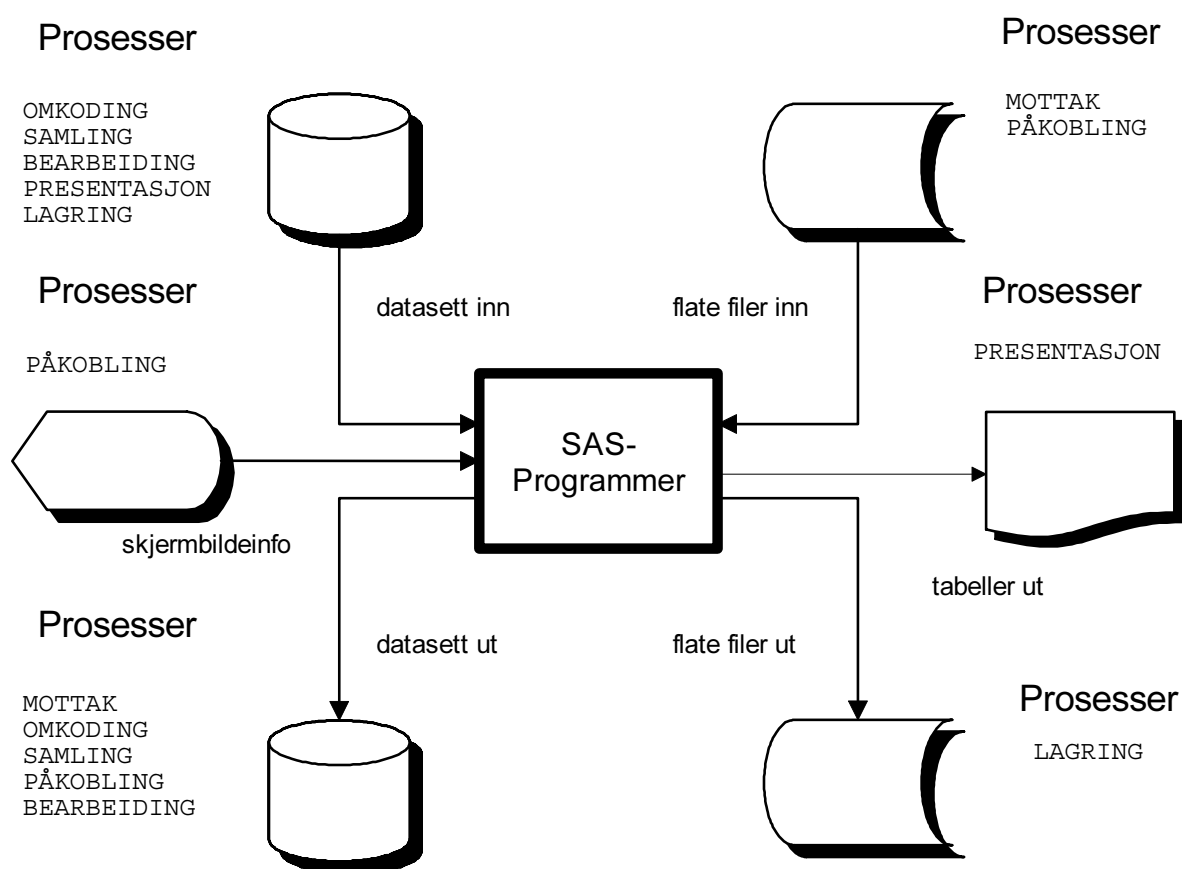 Prosesser
OMKODING
SAMLING
BEARBEIDING
PRESENTASJON
LAGRING
Prosesser
MOTTAK
PÅKOBLING
datasett inn
flate filer inn
Prosesser
PÅKOBLING
Prosesser
PRESENTASJON
SAS-
Programmer
skjermbildeinfo
tabeller ut
datasett ut
flate filer ut
Prosesser
MOTTAK
OMKODING
SAMLING
PÅKOBLING
BEARBEIDING
Prosesser
LAGRING